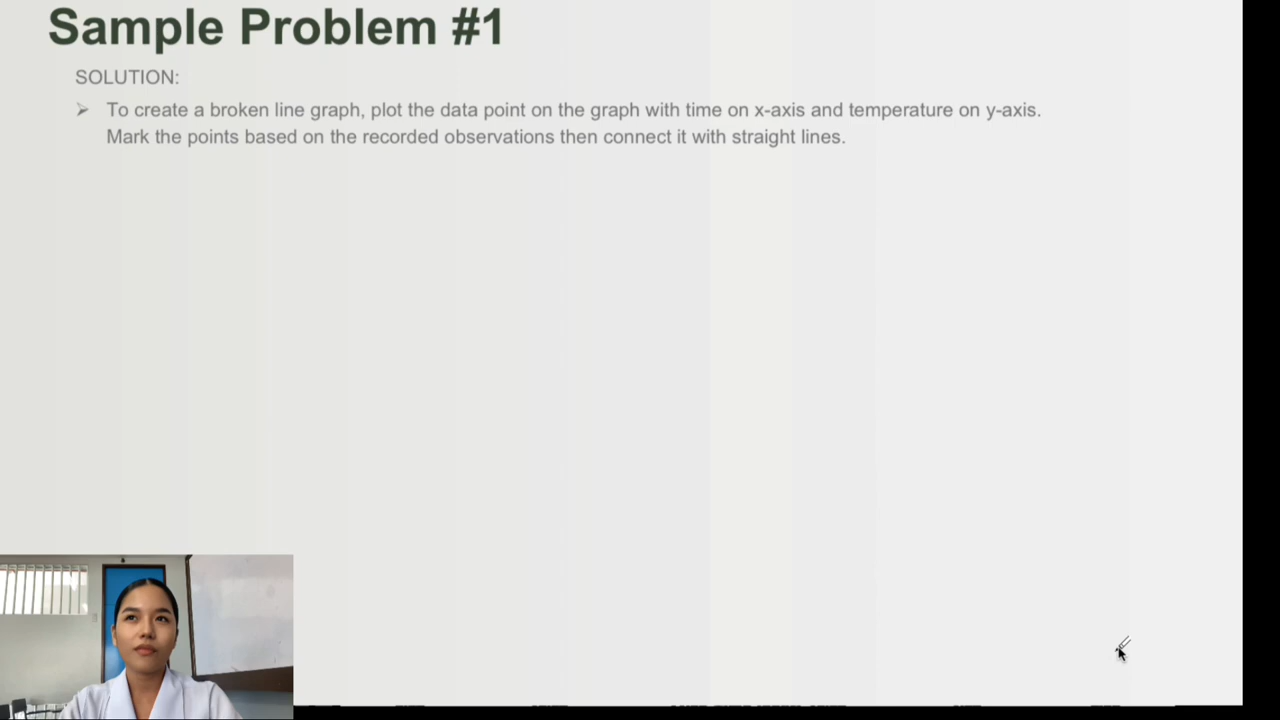 Sample Problem #1
SOLUTION:
To create a broken line graph, plot the data point on the graph with time on x-axis and temperature on y-axis.
Mark the points based on the recorded observations then connect it with straight lines.